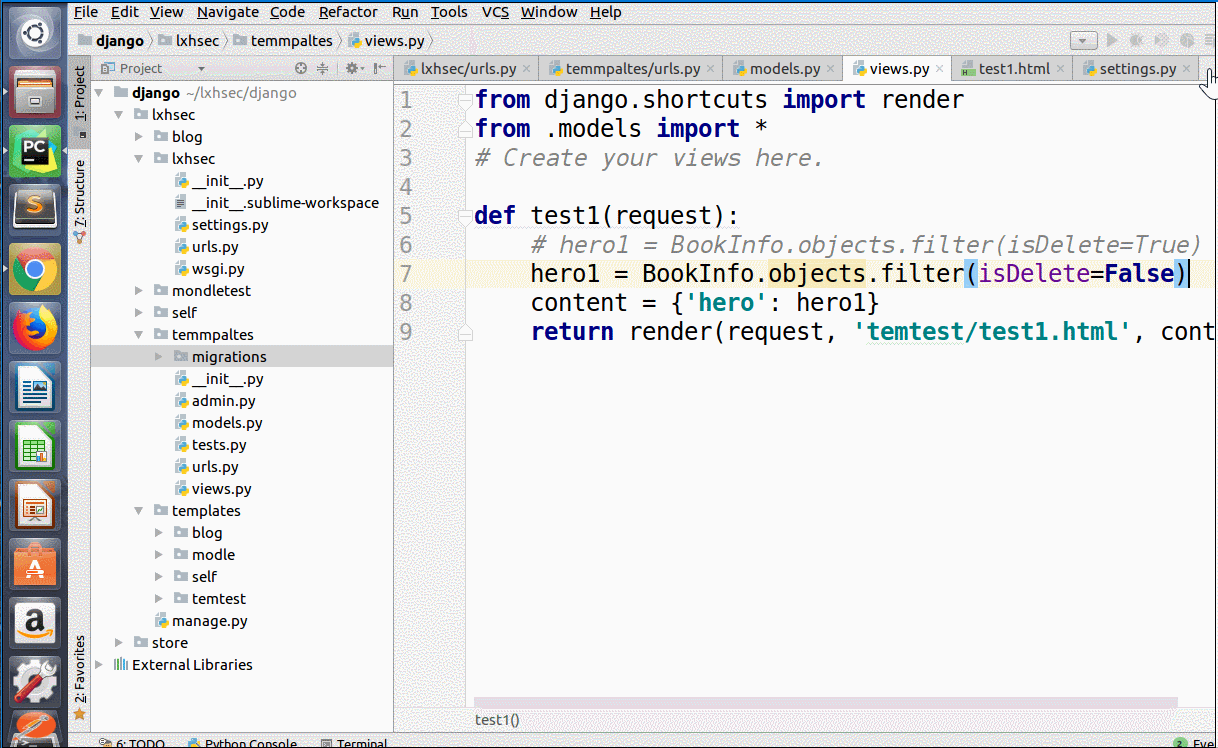 File Edit View Navigate Code Refactor Run Tools VCS Window Help
django lxhsec temmpaltes views.py
Project
lxhsec/urls.py temmpaltes/urls.py models.py views.py test1.html settings.py
1: Project
7: Structure
2: Favorites
django ~/lxhsec/django
lxhsec
blog
lxhsec
__init__.py
__init__.sublime-workspace
settings.py
urls.py
wsgi.py
mondletest
self
temmpaltes
migrations
__init__.py
admin.py
models.py
tests.py
urls.py
views.py
templates
blog
modle
self
temtest
manage.py
store
External Libraries
1 from django.shortcuts import render
2 from .models import *
3 # Create your views here.
4
5 def test1(request):
6 # hero1 = BookInfo.objects.filter(isDelete=True)
7 hero1 = BookInfo.objects.filter(isDelete=False)
8 content = {'hero': hero1}
9 return render(request, 'temtest/test1.html', cont
test1()
6: TODO Python Console Terminal 2 Eve
PC
S
A
a